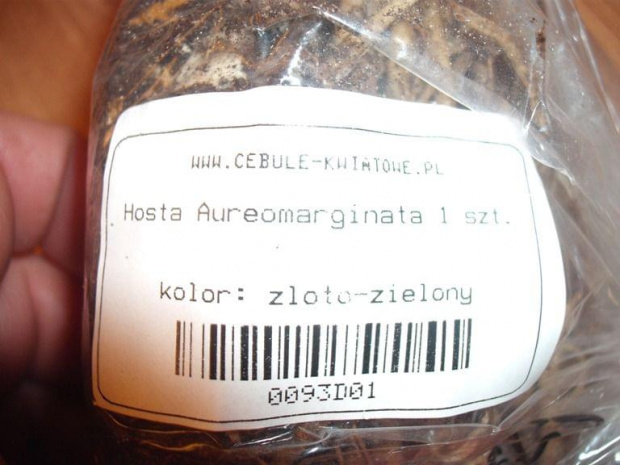 WWW.CEBULE-KWIATOWE.PL
Hosta Aureomarginata 1 szt.
kolor: zloto-zielony
0093D01